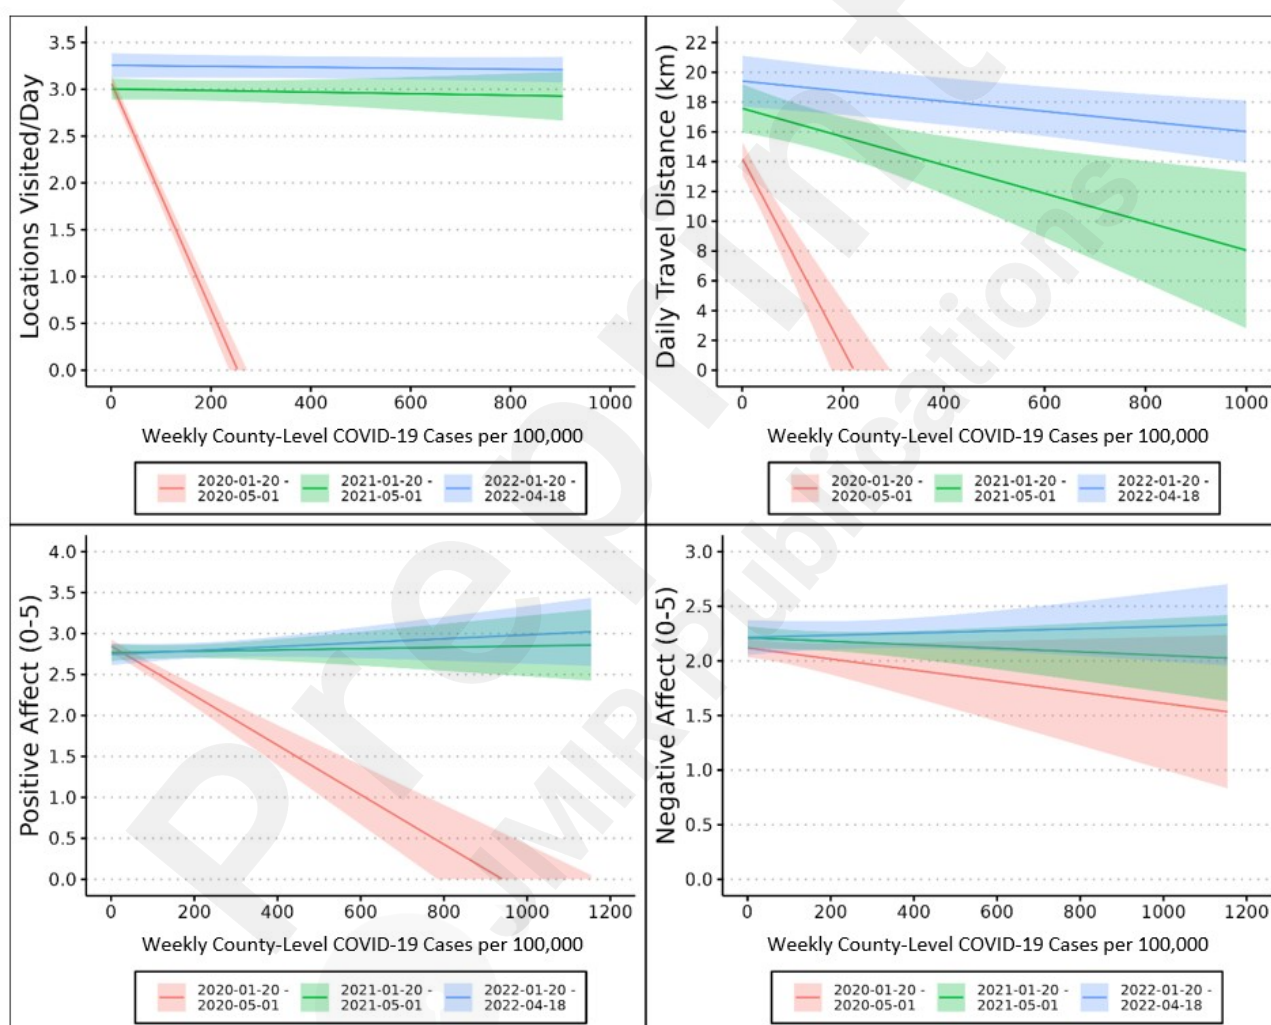 Locations Visited/Day
3.5
3.0
2.5
2.0
1.5
1.0
0.5
0.0
0 200 400 600 800 1000
Weekly County-Level COVID-19 Cases per 100,000
2020-01-20 - 2021-01-20 - 2022-01-20 -
2020-05-01 2021-05-01 2022-04-18
Daily Travel Distance (km)
22
20
18
16
14
12
10
8
6
4
2
0
0 200 400 600 800 1000
Weekly County-Level COVID-19 Cases per 100,000
2020-01-20 - 2021-01-20 - 2022-01-20 -
2020-05-01 2021-05-01 2022-04-18
Positive Affect (0-5)
4.0
3.5
3.0
2.5
2.0
1.5
1.0
0.5
0.0
0 200 400 600 800 1000 1200
Weekly County-Level COVID-19 Cases per 100,000
2020-01-20 - 2021-01-20 - 2022-01-20 -
2020-05-01 2021-05-01 2022-04-18
Negative Affect (0-5)
3.0
2.5
2.0
1.5
1.0
0.5
0.0
0 200 400 600 800 1000 1200
Weekly County-Level COVID-19 Cases per 100,000
2020-01-20 - 2021-01-20 - 2022-01-20 -
2020-05-01 2021-05-01 2022-04-18
Preprint
JMIR Publications